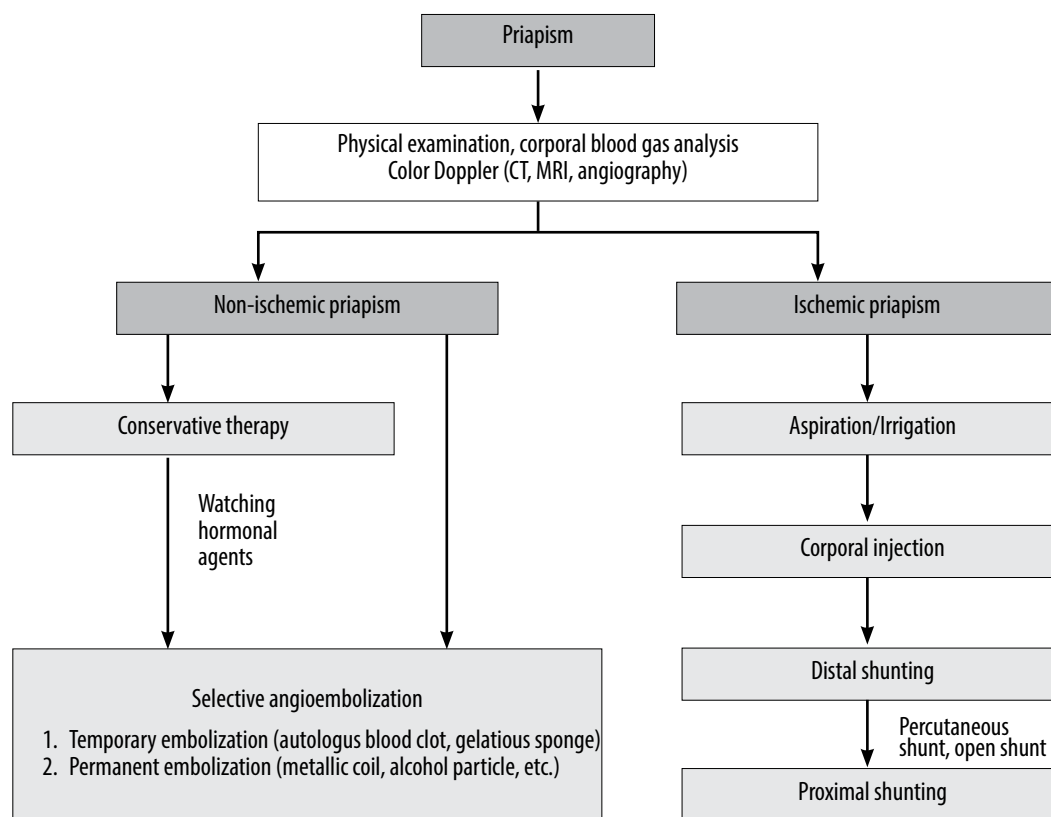 Priapism
Physical examination, corporal blood gas analysis
Color Doppler (CT, MRI, angiography)
Non-ischemic priapism
Ischemic priapism
Conservative therapy
Aspiration/Irrigation
Watching
hormonal
agents
Corporal injection
Selective angioembolization
1. Temporary embolization (autologus blood clot, gelatious sponge)
2. Permanent embolization (metallic coil, alcohol particle, etc.)
Distal shunting
Percutaneous
shunt, open shunt
Proximal shunting